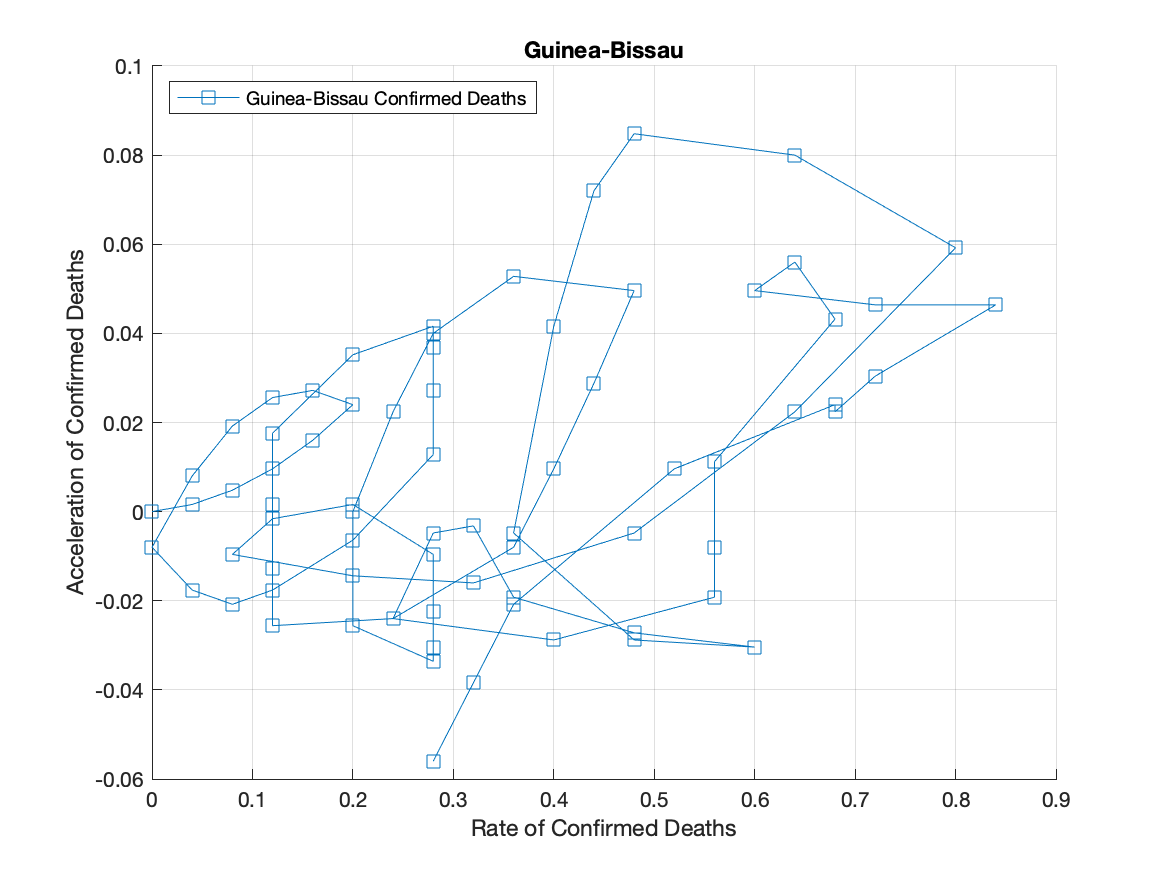 Guinea-Bissau
Guinea-Bissau Confirmed Deaths
Acceleration of Confirmed Deaths
0.1
0.08
0.06
0.04
0.02
0
-0.02
-0.04
-0.06
0 0.1 0.2 0.3 0.4 0.5 0.6 0.7 0.8 0.9
Rate of Confirmed Deaths